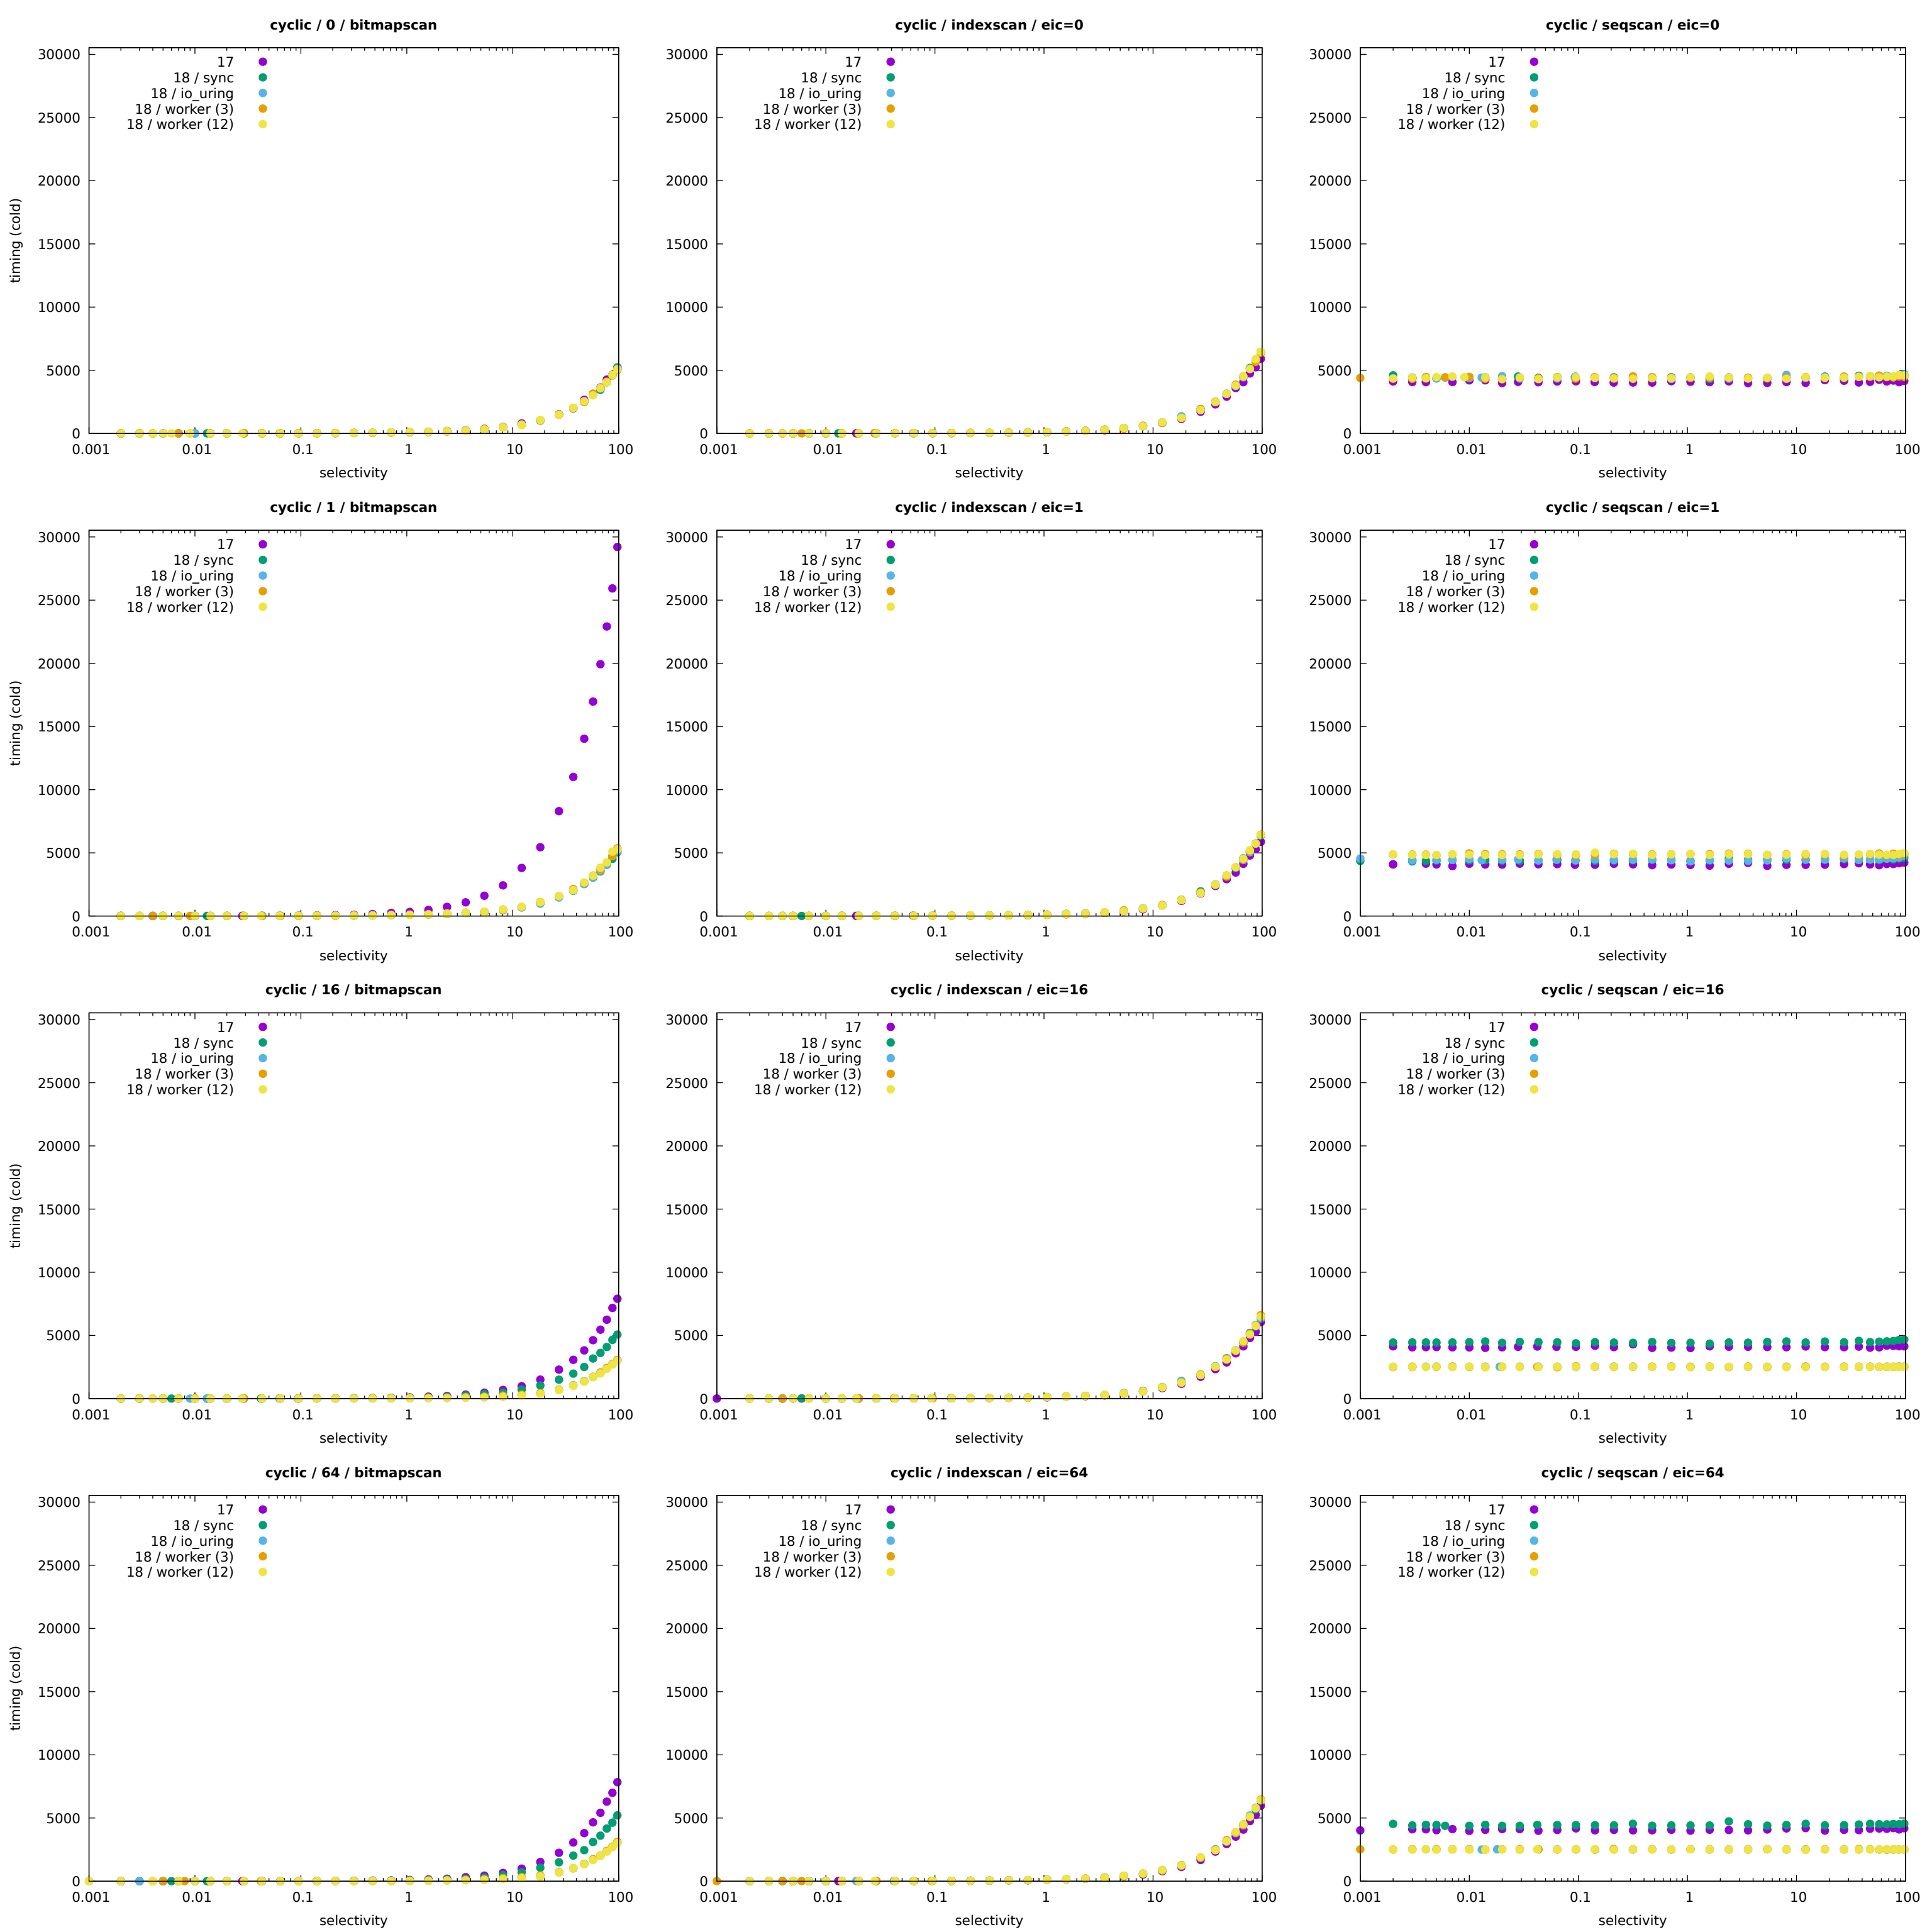 cyclic / 0 / bitmapscan
timing (cold)
30000
25000
20000
15000
10000
5000
0
17
18 / sync
18 / io_uring
18 / worker (3)
18 / worker (12)
0.001 0.01 0.1 1 10 100
selectivity
cyclic / indexscan / eic=0
30000
25000
20000
15000
10000
5000
0
17
18 / sync
18 / io_uring
18 / worker (3)
18 / worker (12)
0.001 0.01 0.1 1 10 100
selectivity
cyclic / seqscan / eic=0
30000
25000
20000
15000
10000
5000
0
17
18 / sync
18 / io_uring
18 / worker (3)
18 / worker (12)
0.001 0.01 0.1 1 10 100
selectivity
cyclic / 1 / bitmapscan
timing (cold)
30000
25000
20000
15000
10000
5000
0
17
18 / sync
18 / io_uring
18 / worker (3)
18 / worker (12)
0.001 0.01 0.1 1 10 100
selectivity
cyclic / indexscan / eic=1
30000
25000
20000
15000
10000
5000
0
17
18 / sync
18 / io_uring
18 / worker (3)
18 / worker (12)
0.001 0.01 0.1 1 10 100
selectivity
cyclic / seqscan / eic=1
30000
25000
20000
15000
10000
5000
0
17
18 / sync
18 / io_uring
18 / worker (3)
18 / worker (12)
0.001 0.01 0.1 1 10 100
selectivity
cyclic / 16 / bitmapscan
timing (cold)
30000
25000
20000
15000
10000
5000
0
17
18 / sync
18 / io_uring
18 / worker (3)
18 / worker (12)
0.001 0.01 0.1 1 10 100
selectivity
cyclic / indexscan / eic=16
30000
25000
20000
15000
10000
5000
0
17
18 / sync
18 / io_uring
18 / worker (3)
18 / worker (12)
0.001 0.01 0.1 1 10 100
selectivity
cyclic / seqscan / eic=16
30000
25000
20000
15000
10000
5000
0
17
18 / sync
18 / io_uring
18 / worker (3)
18 / worker (12)
0.001 0.01 0.1 1 10 100
selectivity
cyclic / 64 / bitmapscan
timing (cold)
30000
25000
20000
15000
10000
5000
0
17
18 / sync
18 / io_uring
18 / worker (3)
18 / worker (12)
0.001 0.01 0.1 1 10 100
selectivity
cyclic / indexscan / eic=64
30000
25000
20000
15000
10000
5000
0
17
18 / sync
18 / io_uring
18 / worker (3)
18 / worker (12)
0.001 0.01 0.1 1 10 100
selectivity
cyclic / seqscan / eic=64
30000
25000
20000
15000
10000
5000
0
17
18 / sync
18 / io_uring
18 / worker (3)
18 / worker (12)
0.001 0.01 0.1 1 10 100
selectivity